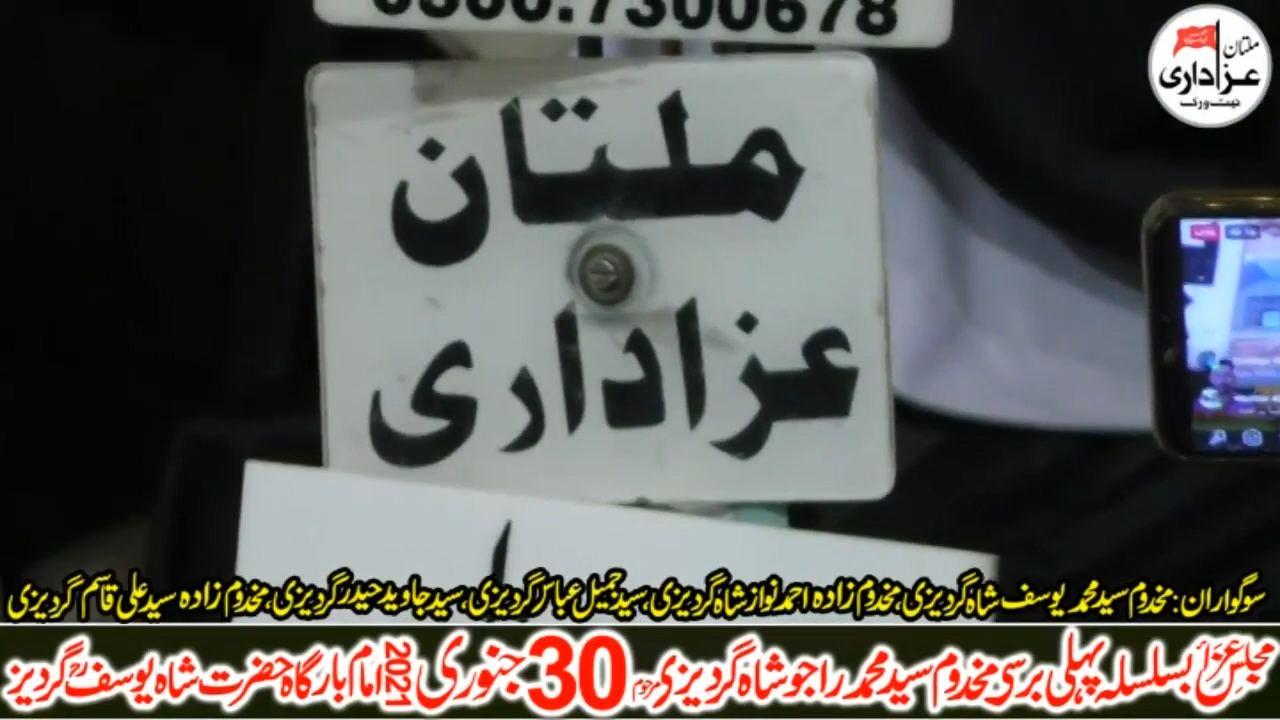 0300.7300678
ملتان
عزاداری
ملتان
عزاداری
نیٹ ورک
سوگواران: مخدوم سید محمد یوسف شاہ گردیزی، مخدوم زادہ احمد نواز شاہ گردیزی، سید جمیل عباس گردیزی، سید جاوید حیدر گردیزی، مخدوم زادہ سید علی قاسم گردیزی
مجلس عزا بسلسلہ پہلی برسی مخدوم سید محمد راجو شاہ گردیزی مرحوم 30 جنوری 2021 امام بارگاہ حضرت شاہ یوسف گردیز